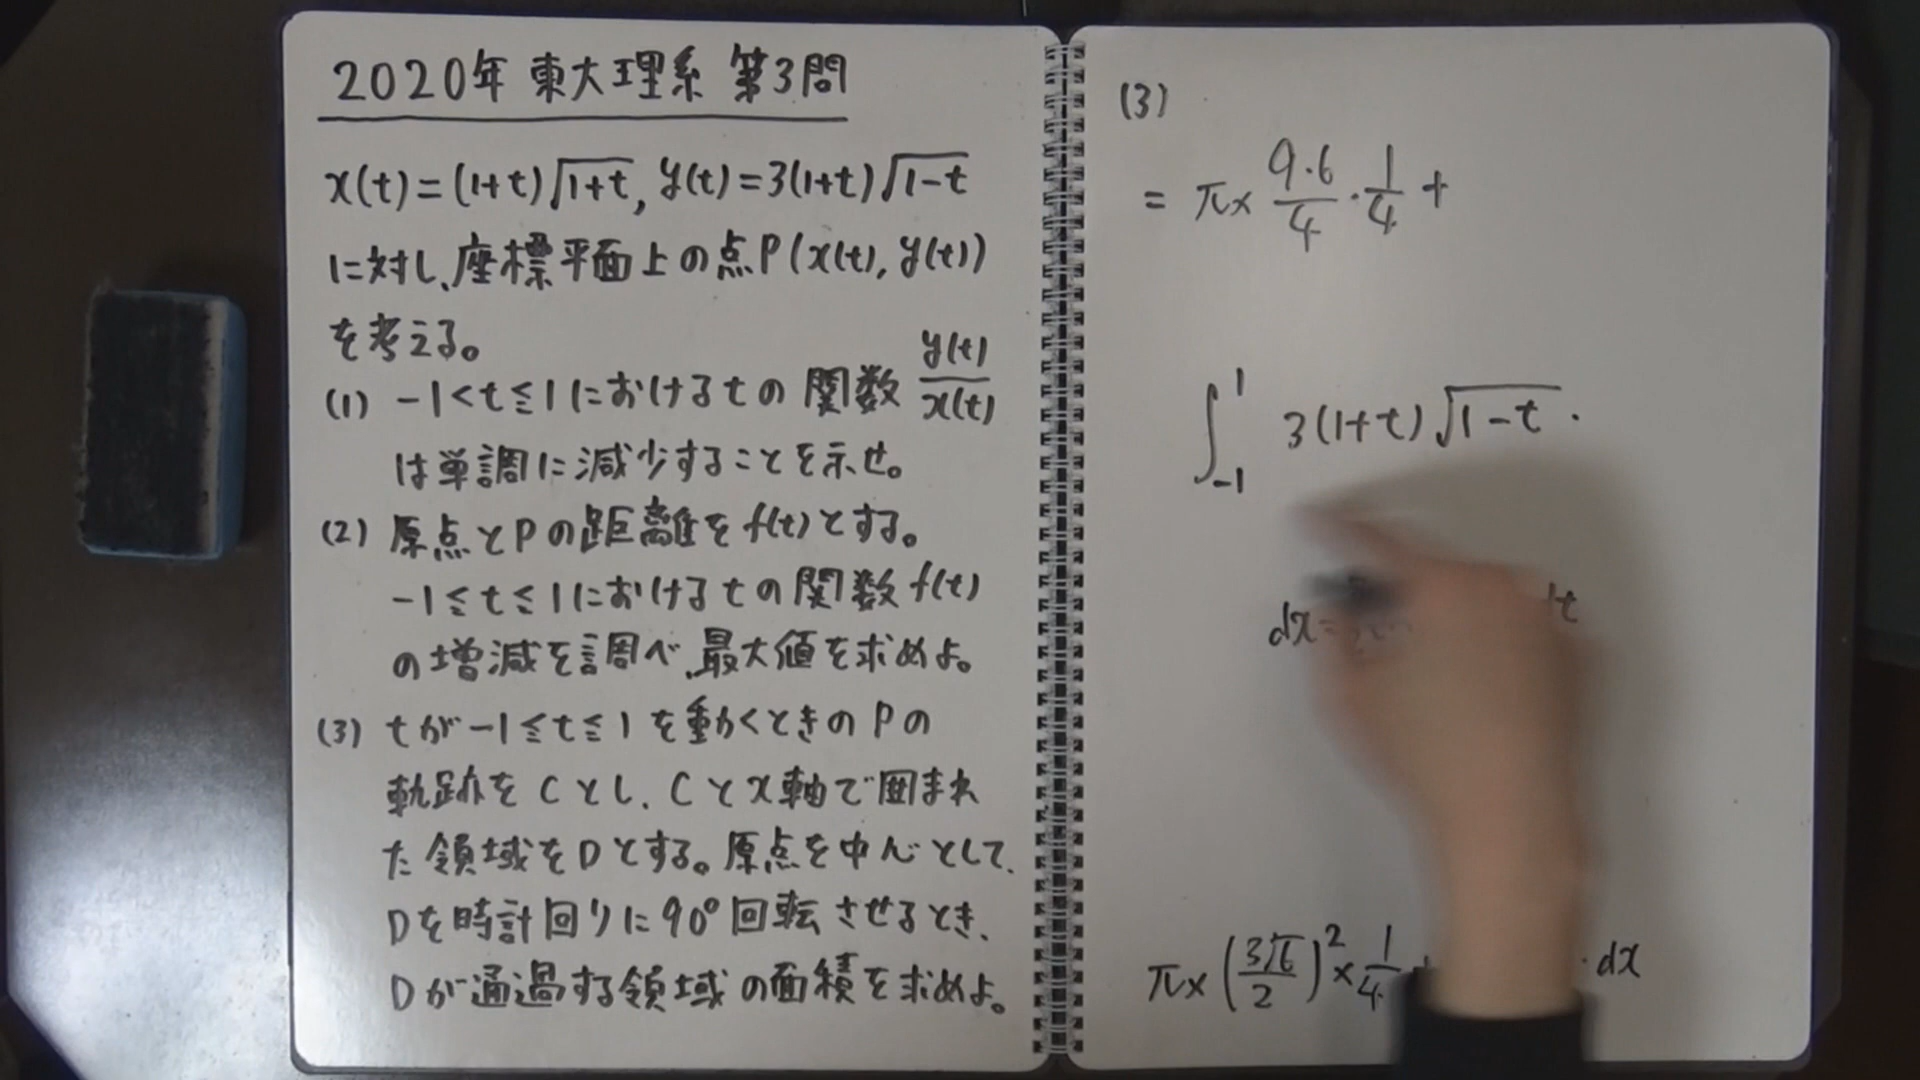 2020年 東大理系 第3問
x(t)=(1+t)√1+t, y(t)=3(1+t)√1-t
に対し、座標平面上の点P(x(t), y(t))
を考える。
(1) -1<t≦1におけるtの関数 y(t)/x(t)
は単調に減少することを示せ。
(2) 原点とPの距離をf(t)とする。
-1≦t≦1におけるtの関数f(t)
の増減を調べ、最大値を求めよ。
(3) tが-1≦t≦1を動くときのPの
軌跡をCとし、Cとx軸で囲まれ
た領域をDとする。原点を中心として、
Dを時計回りに90°回転させるとき、
Dが通過する領域の面積を求めよ。
(3)
= π× 9·6/4 · 1/4 +
∫₋₁¹ 3(1+t)√1-t ·
dx=
π×(3√6/2)²×1/4
· dx